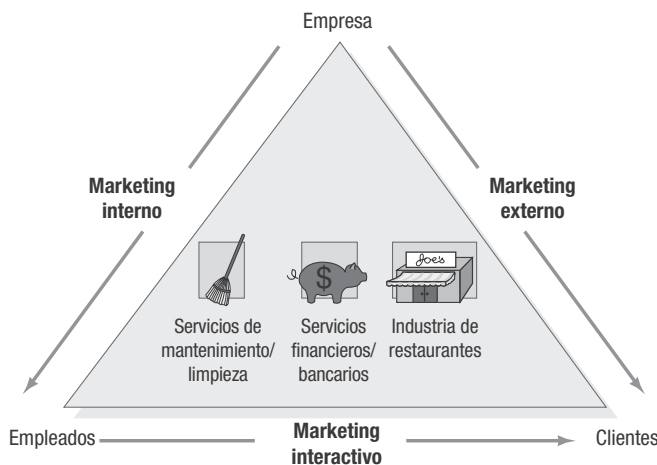 Empresa
Marketing
interno
Marketing
externo
Joe's
$
Servicios de
mantenimiento/
limpieza
Servicios
financieros/
bancarios
Industria de
restaurantes
Empleados
Marketing
interactivo
Clientes